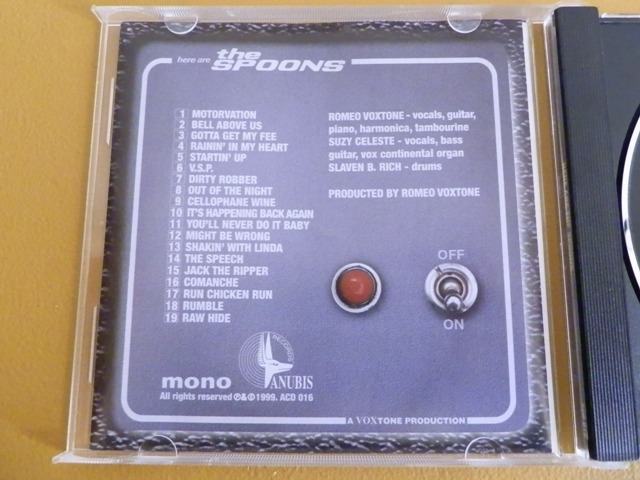 here are the SPOONS
1 MOTORVATION
2 BELL ABOVE US
3 GOTTA GET MY FEE
4 RAININ' IN MY HEART
5 STARTIN' UP
6 V.S.P.
7 DIRTY ROBBER
8 OUT OF THE NIGHT
9 CELLOPHANE WINE
10 IT'S HAPPENING BACK AGAIN
11 YOU'LL NEVER DO IT BABY
12 MIGHT BE WRONG
13 SHAKIN' WITH LINDA
14 THE SPEECH
15 JACK THE RIPPER
16 COMANCHE
17 RUN CHICKEN RUN
18 RUMBLE
19 RAW HIDE
ROMEO VOXTONE - vocals, guitar,
piano, harmonica, tambourine
SUZY CELESTE - vocals, bass
guitar, vox continental organ
SLAVEN B. RICH - drums
PRODUCED BY ROMEO VOXTONE
OFF
ON
mono
RECORDS
ANUBIS
All rights reserved ℗&© 1999. ACD 016
A VOXTONE PRODUCTION